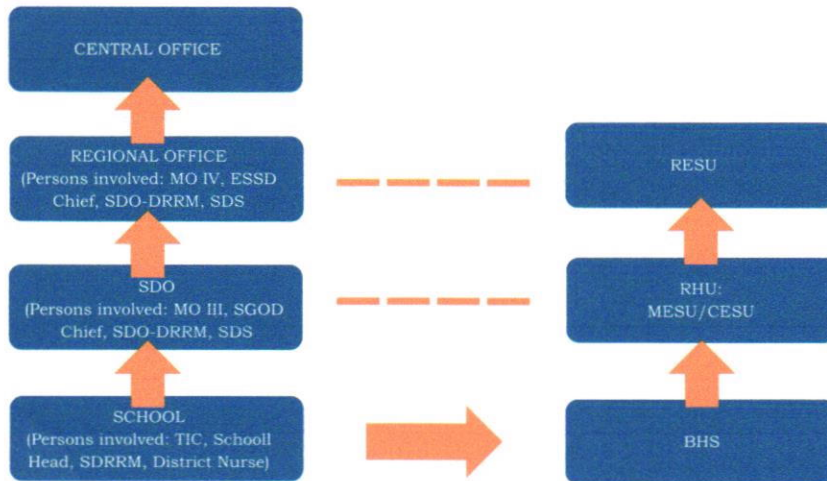 CENTRAL OFFICE
REGIONAL OFFICE
(Persons involved: MO IV, ESSD
Chief, SDO-DRRM, SDS
RESU
SDO
(Persons involved: MO III, SGOD
Chief, SDO-DRRM, SDS
RHU:
MESU/CESU
SCHOOL
(Persons involved: TIC, Schooll
Head, SDRRM, District Nurse)
BHS